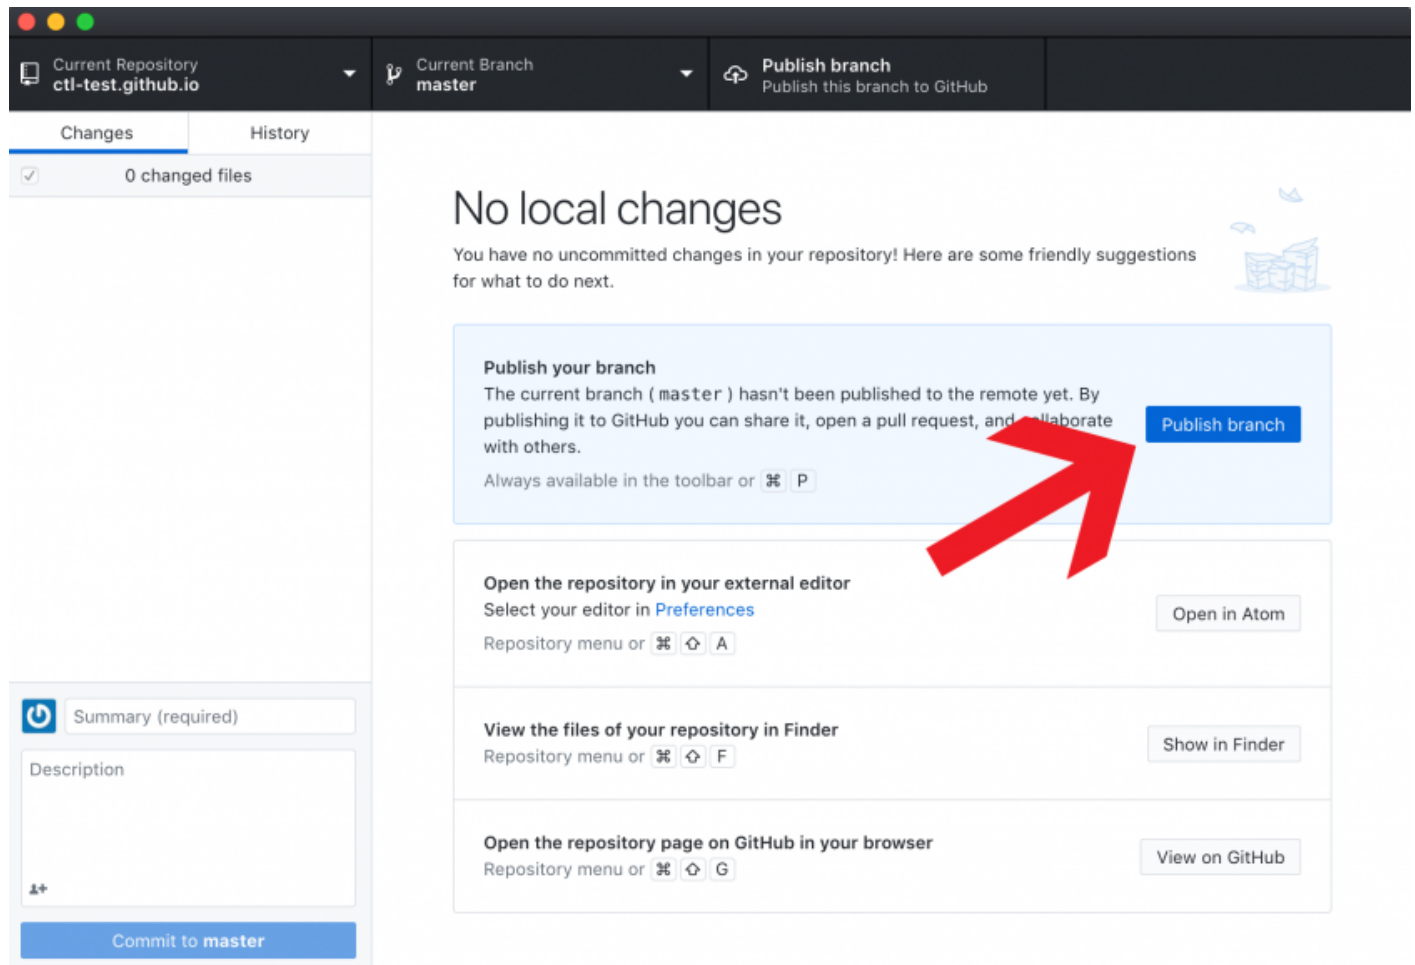 Current Repository
ctl-test.github.io
Current Branch
master
Publish branch
Publish this branch to GitHub
Changes
History
0 changed files
No local changes
You have no uncommitted changes in your repository! Here are some friendly suggestions
for what to do next.
Publish your branch
The current branch (master) hasn't been published to the remote yet. By
publishing it to GitHub you can share it, open a pull request, and collaborate
with others.
Always available in the toolbar or ⌘ P
Publish branch
Open the repository in your external editor
Select your editor in Preferences
Repository menu or ⌘ ⇧ A
Open in Atom
View the files of your repository in Finder
Repository menu or ⌘ ⇧ F
Show in Finder
Open the repository page on GitHub in your browser
Repository menu or ⌘ ⇧ G
View on GitHub
Summary (required)
Description
Commit to master